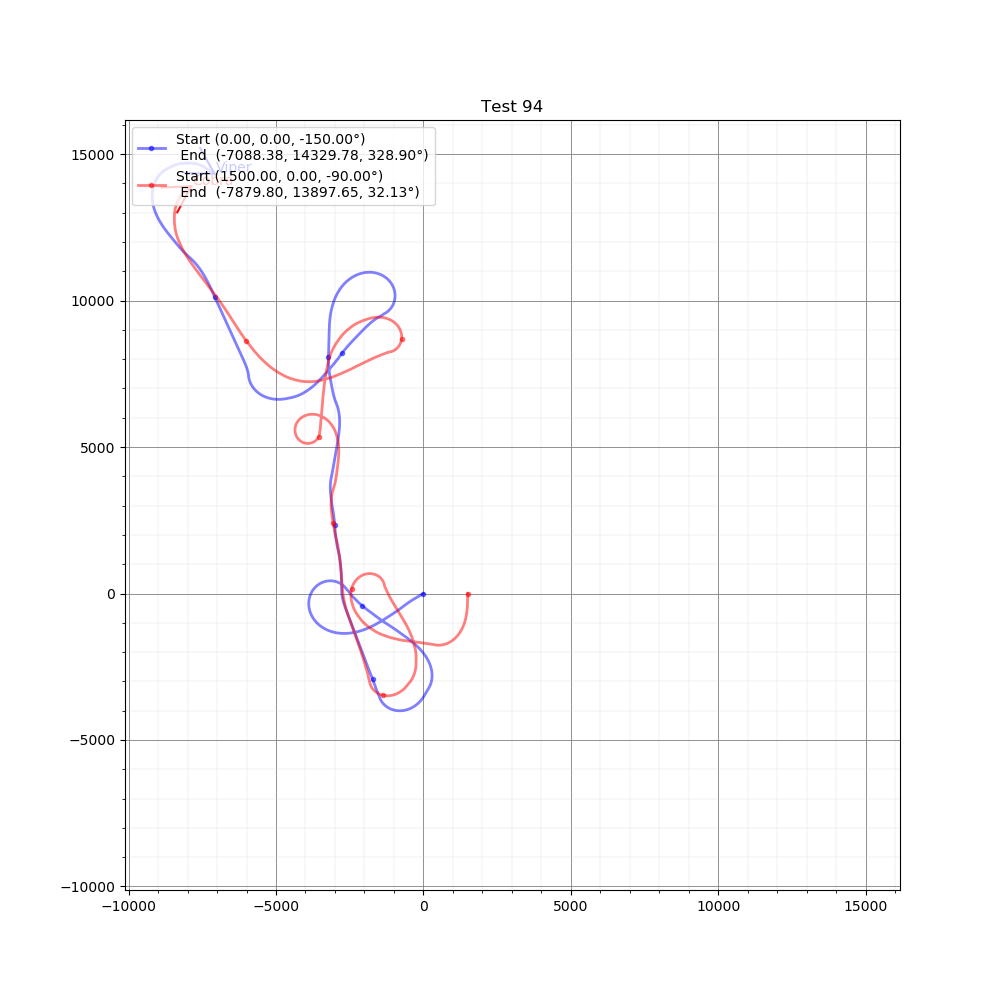 Test 94
Start (0.00, 0.00, -150.00°)
End (-7088.38, 14329.78, 328.90°)
Start (1500.00, 0.00, -90.00°)
End (-7879.80, 13897.65, 32.13°)
Viper
15000
10000
5000
0
−5000
−10000
−10000
−5000
0
5000
10000
15000